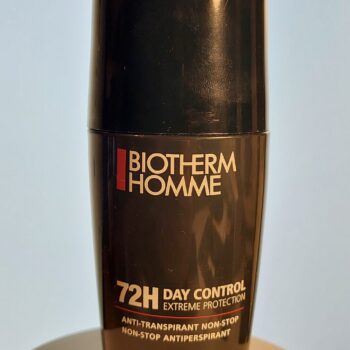 BIOTHERM
HOMME
72H DAY CONTROL
EXTREME PROTECTION
ANTI-TRANSPIRANT NON-STOP
NON-STOP ANTIPERSPIRANT